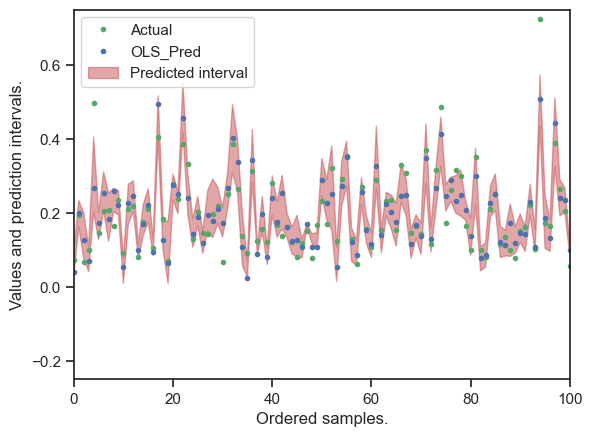 Actual
OLS_Pred
Predicted interval
Values and prediction intervals.
0.6
0.4
0.2
0.0
−0.2
0
20
40
60
80
100
Ordered samples.